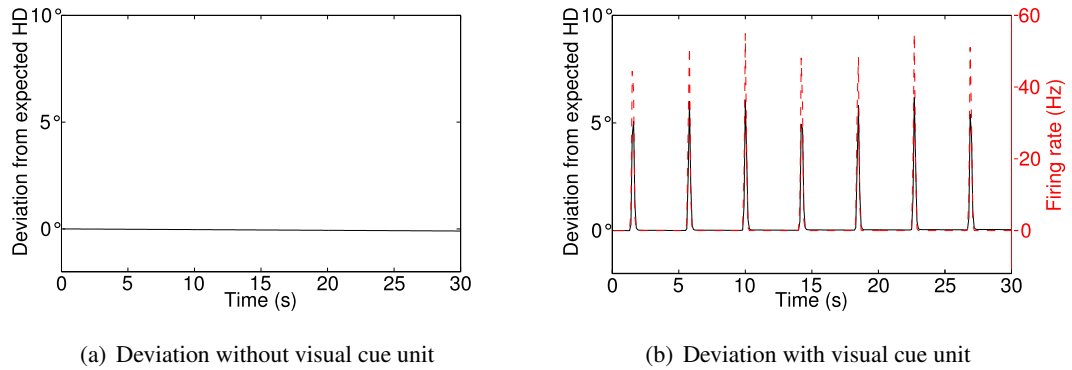 Deviation from expected HD
10°
5°
0°
0 5 10 15 20 25 30
Time (s)
(a) Deviation without visual cue unit
Deviation from expected HD
10°
5°
0°
0 5 10 15 20 25 30
Time (s)
60
40
20
0
Firing rate (Hz)
(b) Deviation with visual cue unit